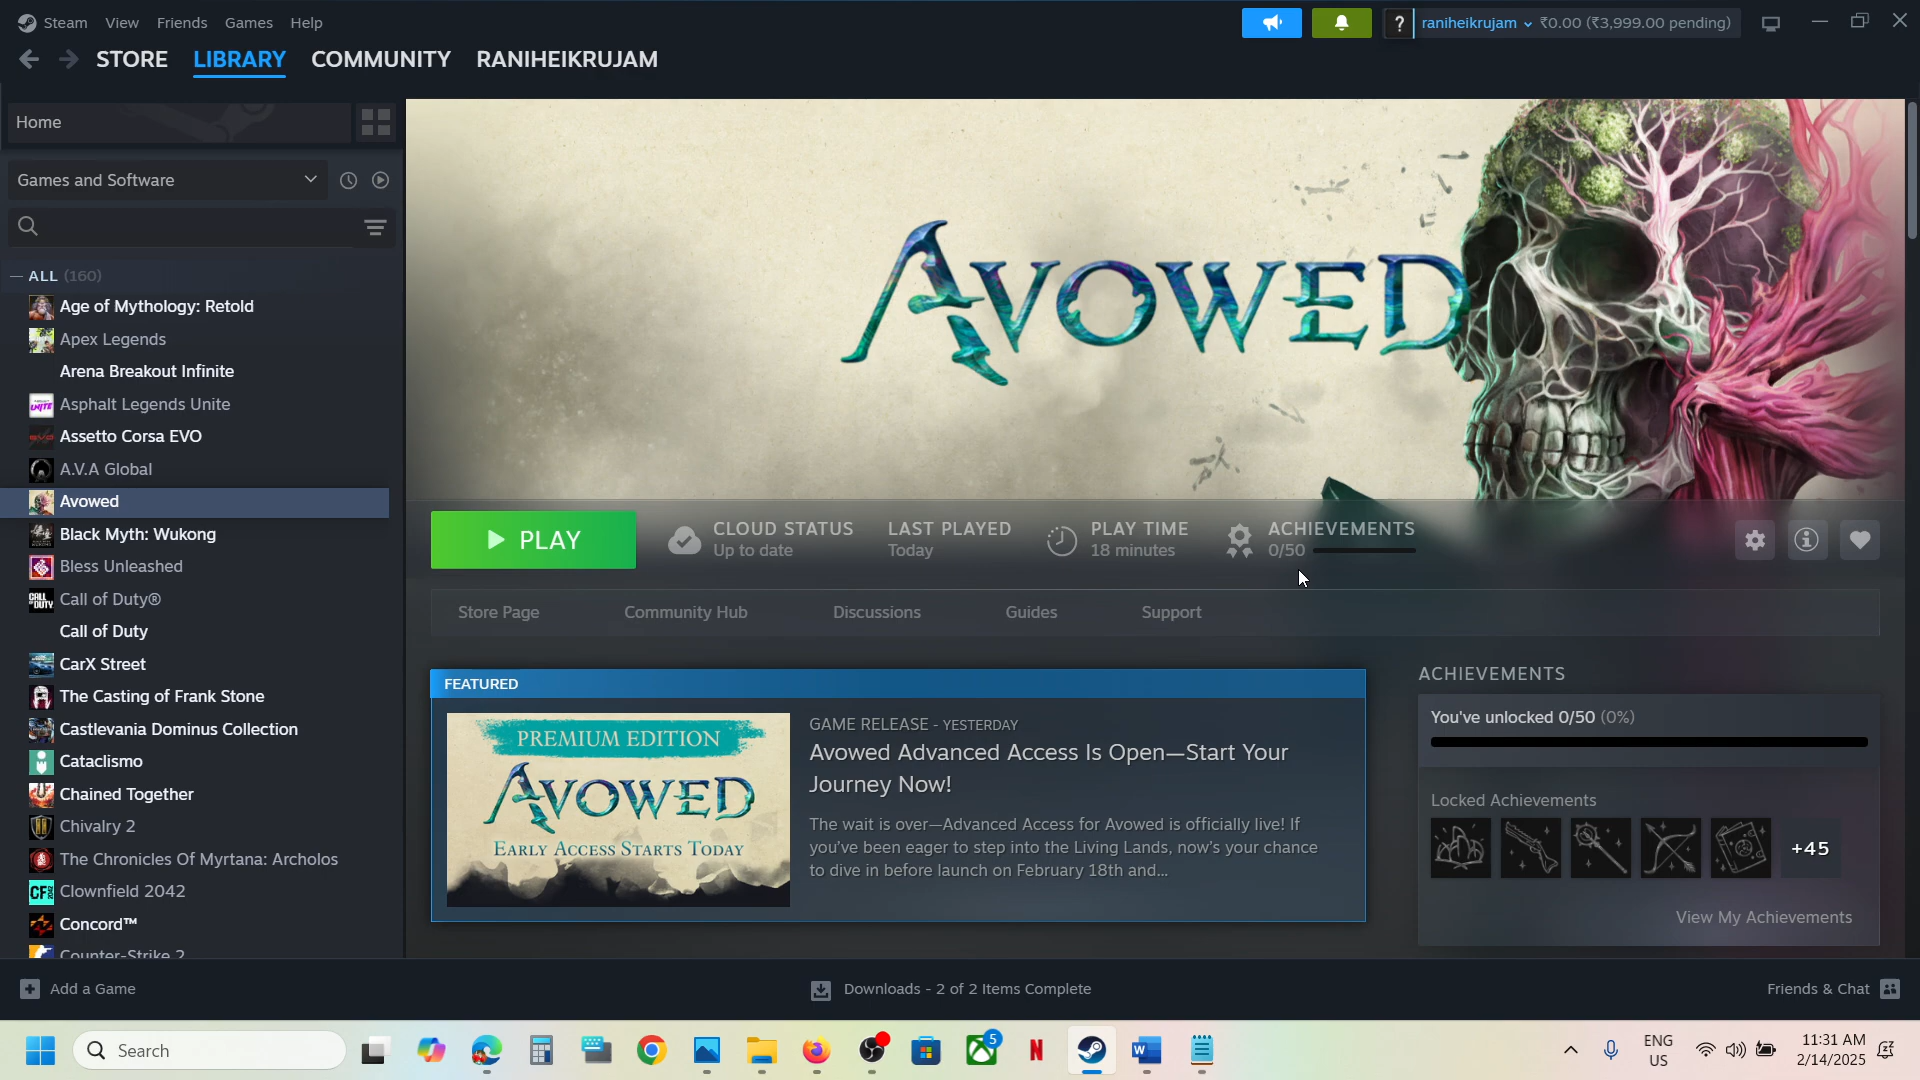 Steam View Friends Games Help
raniheikrujam ₹0.00 (₹3,999.00 pending)
STORE LIBRARY COMMUNITY RANIHEIKRUJAM
Home
Games and Software
ALL (160)
Age of Mythology: Retold
Apex Legends
Arena Breakout Infinite
Asphalt Legends Unite
Assetto Corsa EVO
A.V.A Global
Avowed
Black Myth: Wukong
Bless Unleashed
Call of Duty®
Call of Duty
CarX Street
The Casting of Frank Stone
Castlevania Dominus Collection
Cataclismo
Chained Together
Chivalry 2
The Chronicles Of Myrtana: Archolos
Clownfield 2042
Concord™
Counter-Strike 2
AVOWED
PLAY
CLOUD STATUS
Up to date
LAST PLAYED
Today
PLAY TIME
18 minutes
ACHIEVEMENTS
0/50
Store Page Community Hub Discussions Guides Support
FEATURED
PREMIUM EDITION
AVOWED
EARLY ACCESS STARTS TODAY
GAME RELEASE - YESTERDAY
Avowed Advanced Access Is Open—Start Your
Journey Now!
The wait is over—Advanced Access for Avowed is officially live! If
you've been eager to step into the Living Lands, now's your chance
to dive in before launch on February 18th and...
ACHIEVEMENTS
You've unlocked 0/50 (0%)
Locked Achievements
+45
View My Achievements
Add a Game
Downloads - 2 of 2 Items Complete
Friends & Chat
Search
5
ENG
US
11:31 AM
2/14/2025